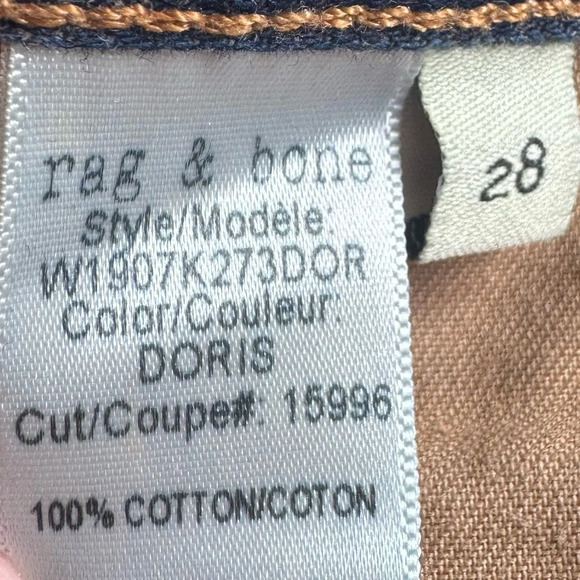 rag & bone
Style/Modèle:
W1907K273DOR
Color/Couleur:
DORIS
Cut/Coupe#: 15996
100% COTTON/COTON
28